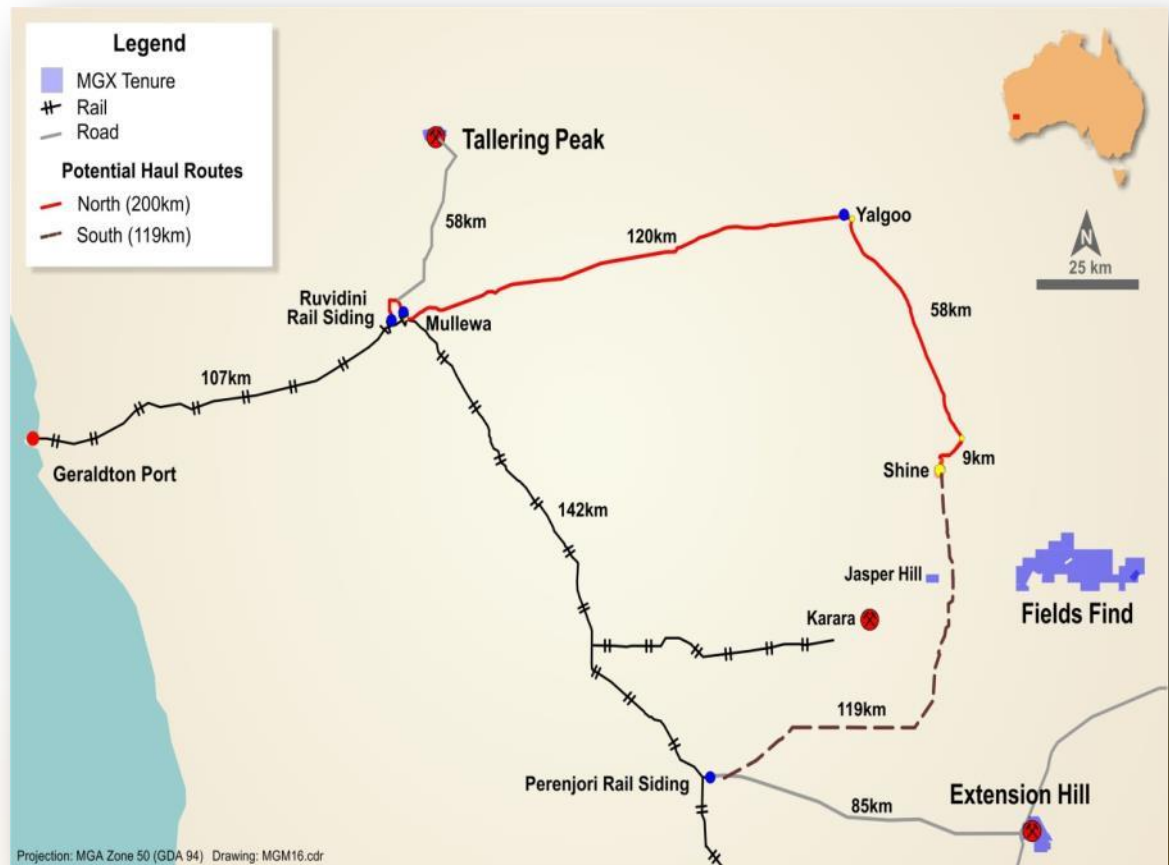 Legend
MGX Tenure
Rail
Road
Potential Haul Routes
North (200km)
South (119km)
Tallering Peak
58km
120km
Yalgoo
N
25 km
Ruvidini
Rail Siding
Mullewa
58km
107km
Geraldton Port
9km
Shine
142km
Jasper Hill
Karara
Fields Find
119km
Perenjori Rail Siding
85km
Extension Hill
Projection: MGA Zone 50 (GDA 94) Drawing: MGM16.cdr